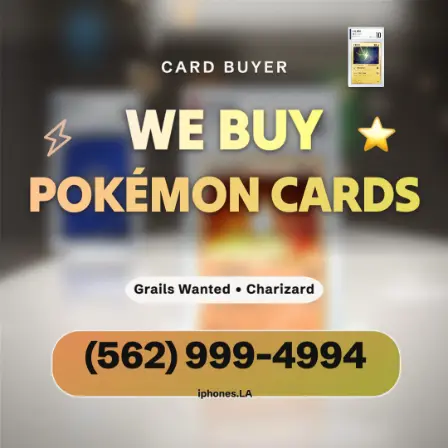 CARD BUYER
WE BUY
POKÉMON CARDS
Grails Wanted • Charizard
(562) 999-4994
iphones.LA